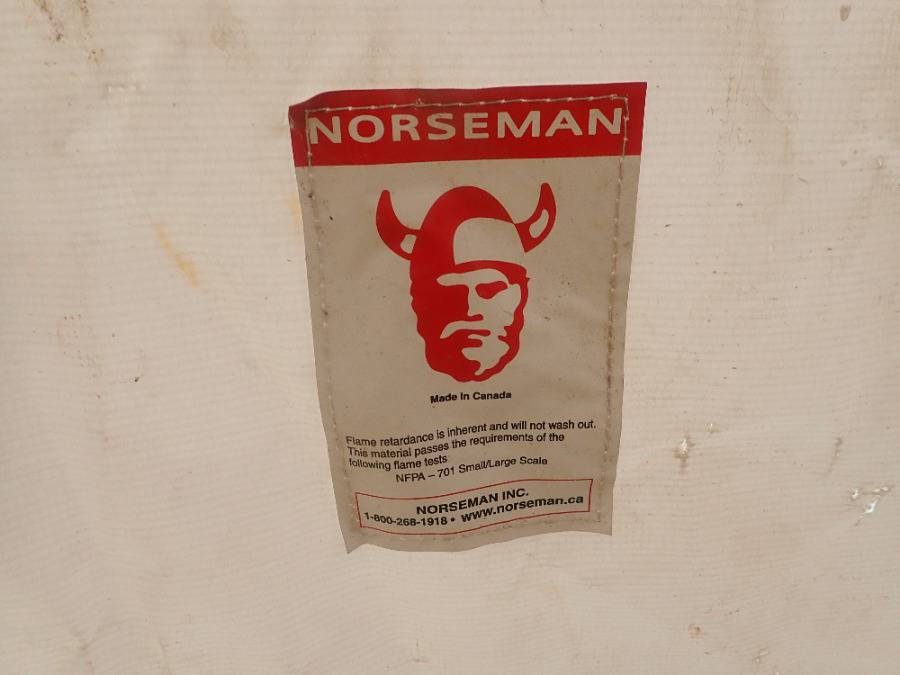 NORSEMAN
Made in Canada
Flame retardance is inherent and will not wash out.
This material passes the requirements of the
following flame tests
NFPA – 701 Small/Large Scale
NORSEMAN INC.
1-800-268-1918 • www.norseman.ca